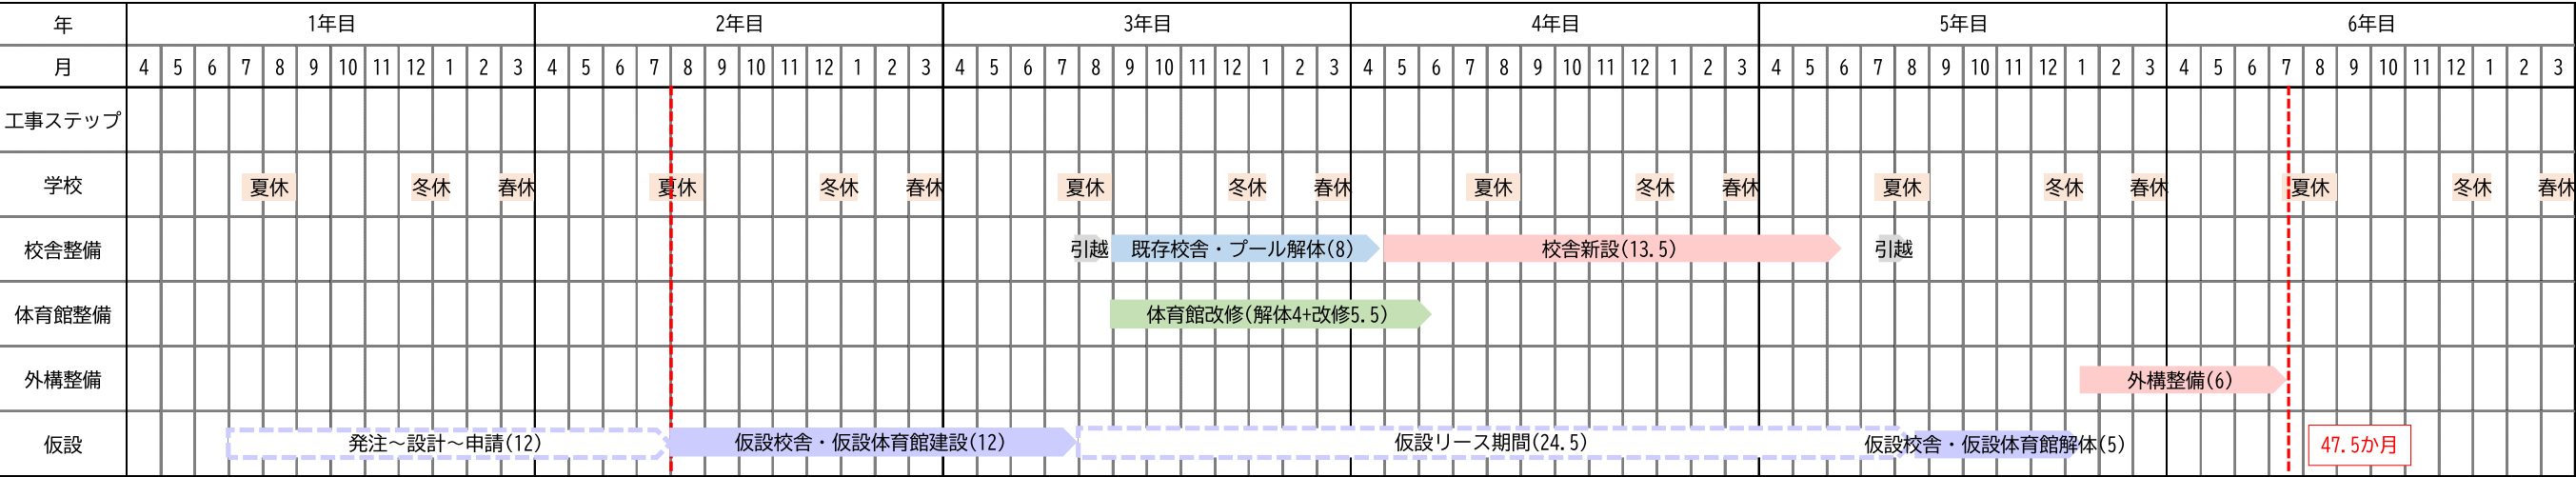 年 1年目 2年目 3年目 4年目 5年目 6年目
月 4 5 6 7 8 9 10 11 12 1 2 3 4 5 6 7 8 9 10 11 12 1 2 3 4 5 6 7 8 9 10 11 12 1 2 3 4 5 6 7 8 9 10 11 12 1 2 3 4 5 6 7 8 9 10 11 12 1 2 3 4 5 6 7 8 9 10 11 12 1 2 3
工事ステップ
学校 夏休 冬休 春休 夏休 冬休 春休 夏休 冬休 春休 夏休 冬休 春休 夏休 冬休 春休 夏休 冬休 春休
校舎整備 引越 既存校舎・プール解体(8) 校舎新設(13.5) 引越
体育館整備 体育館改修(解体4+改修5.5)
外構整備 外構整備(6)
仮設 発注～設計～申請(12) 仮設校舎・仮設体育館建設(12) 仮設リース期間(24.5) 仮設校舎・仮設体育館解体(5) 47.5か月